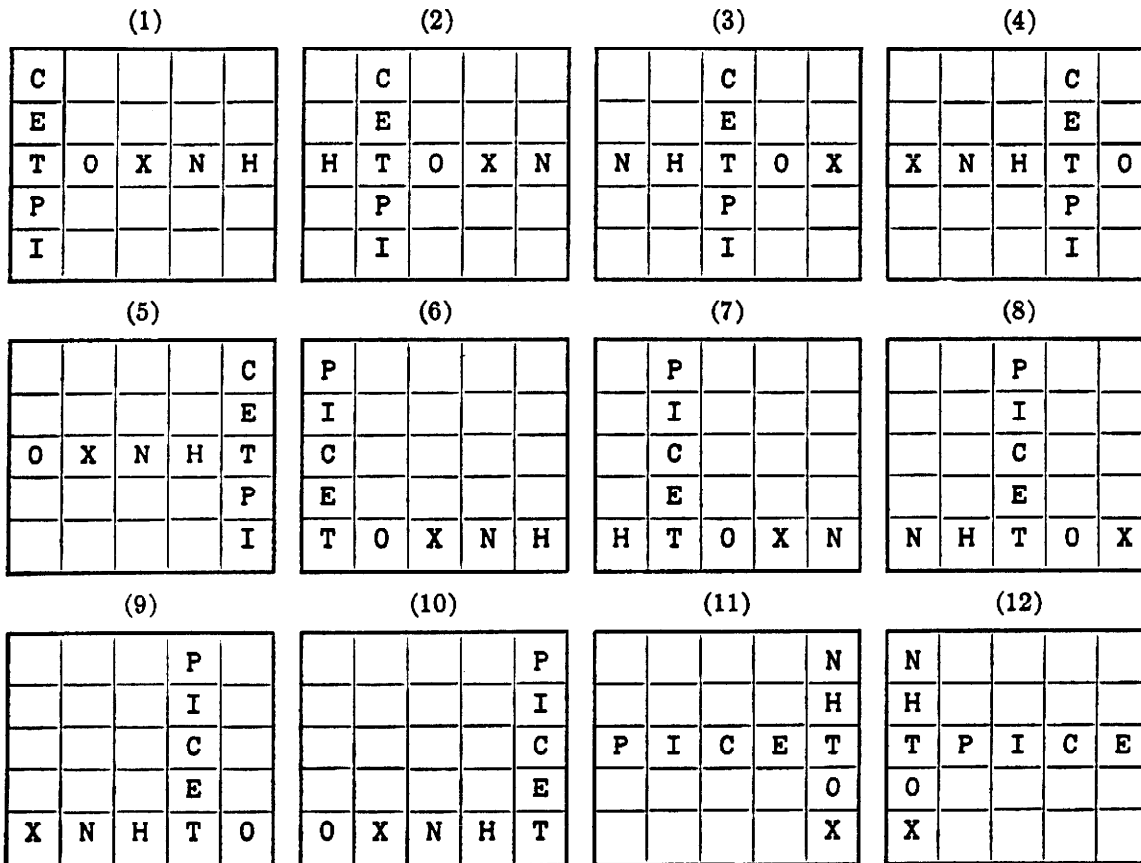 (1) (2) (3) (4)
C C C C
E E E E
T O X N H H T O X N N H T O X X N H T O
P P P P
I I I I
(5) (6) (7) (8)
C P P P
E I I I
O X N H T C C C
P E E E
I T O X N H H T O X N N H T O X
(9) (10) (11) (12)
P P N N
I I H H
C C P I C E T T P I C E
E E O O
X N H T O O X N H T X X